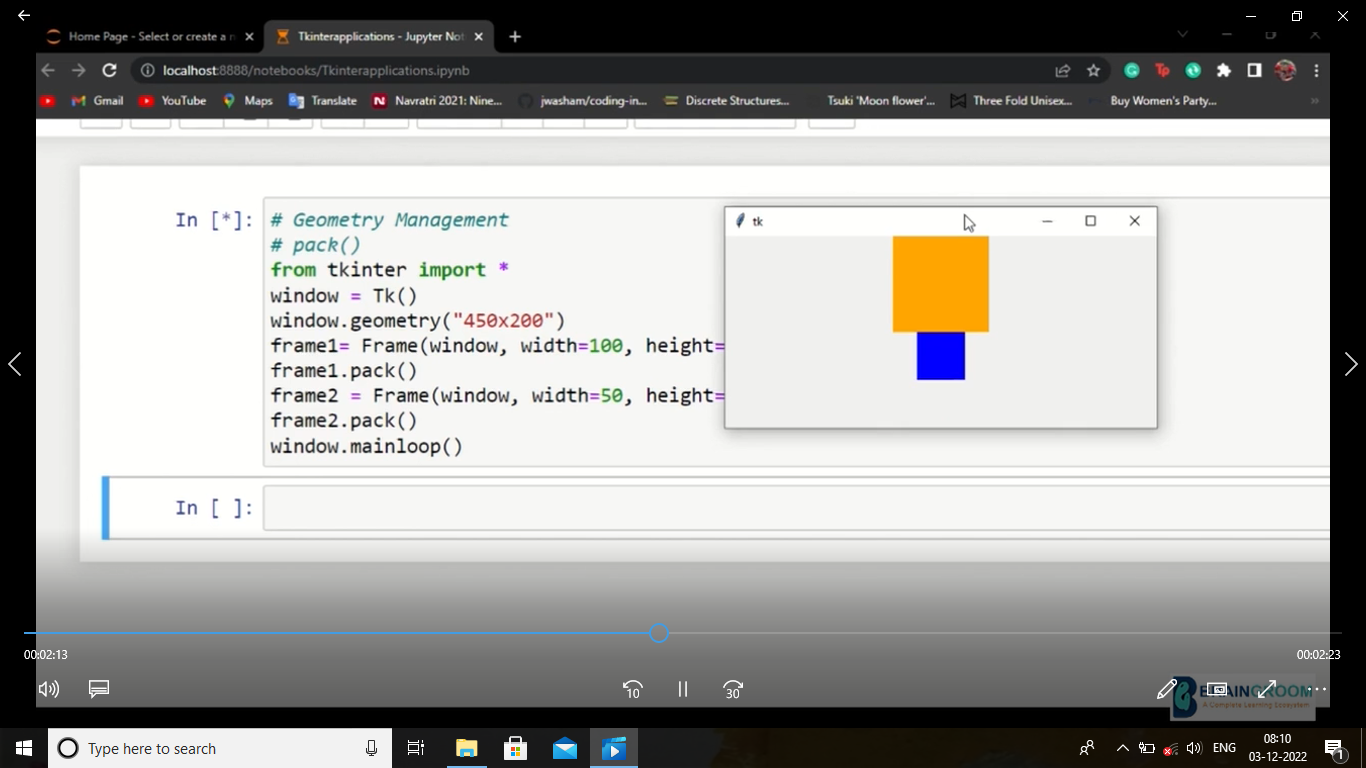 Home Page - Select or create a n
Tkinterapplications - Jupyter Not
localhost:8888/notebooks/Tkinterapplications.ipynb
Gmail YouTube Maps Translate Navratri 2021: Nine... jwasham/coding-in... Discrete Structures... Tsuki 'Moon flower'... Three Fold Unisex... Buy Women's Party...
In [*]:
# Geometry Management
# pack()
from tkinter import *
window = Tk()
window.geometry("450x200")
frame1= Frame(window, width=100, height=
frame1.pack()
frame2 = Frame(window, width=50, height=
frame2.pack()
window.mainloop()
tk
In [ ]:
00:02:13
00:02:23
10
30
BRAINGROOM
A Complete Learning Ecosystem
Type here to search
ENG
08:10
03-12-2022
1